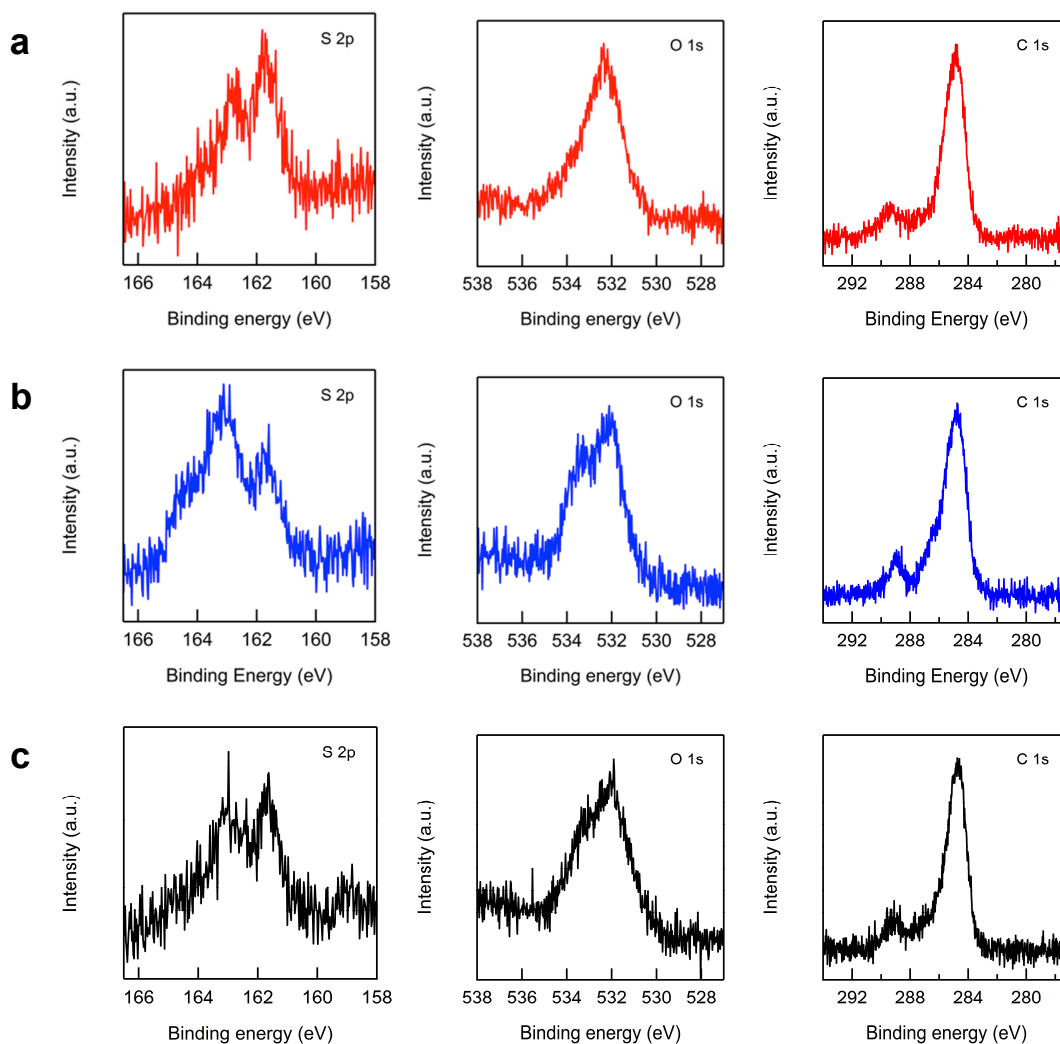 a
S 2p
Intensity (a.u.)
166 164 162 160 158
Binding energy (eV)
O 1s
Intensity (a.u.)
538 536 534 532 530 528
Binding energy (eV)
C 1s
Intensity (a.u.)
292 288 284 280
Binding Energy (eV)
b
S 2p
Intensity (a.u.)
166 164 162 160 158
Binding Energy (eV)
O 1s
Intensity (a.u.)
538 536 534 532 530 528
Binding energy (eV)
C 1s
Intensity (a.u.)
292 288 284 280
Binding Energy (eV)
c
S 2p
Intensity (a.u.)
166 164 162 160 158
Binding energy (eV)
O 1s
Intensity (a.u.)
538 536 534 532 530 528
Binding energy (eV)
C 1s
Intensity (a.u.)
292 288 284 280
Binding Energy (eV)